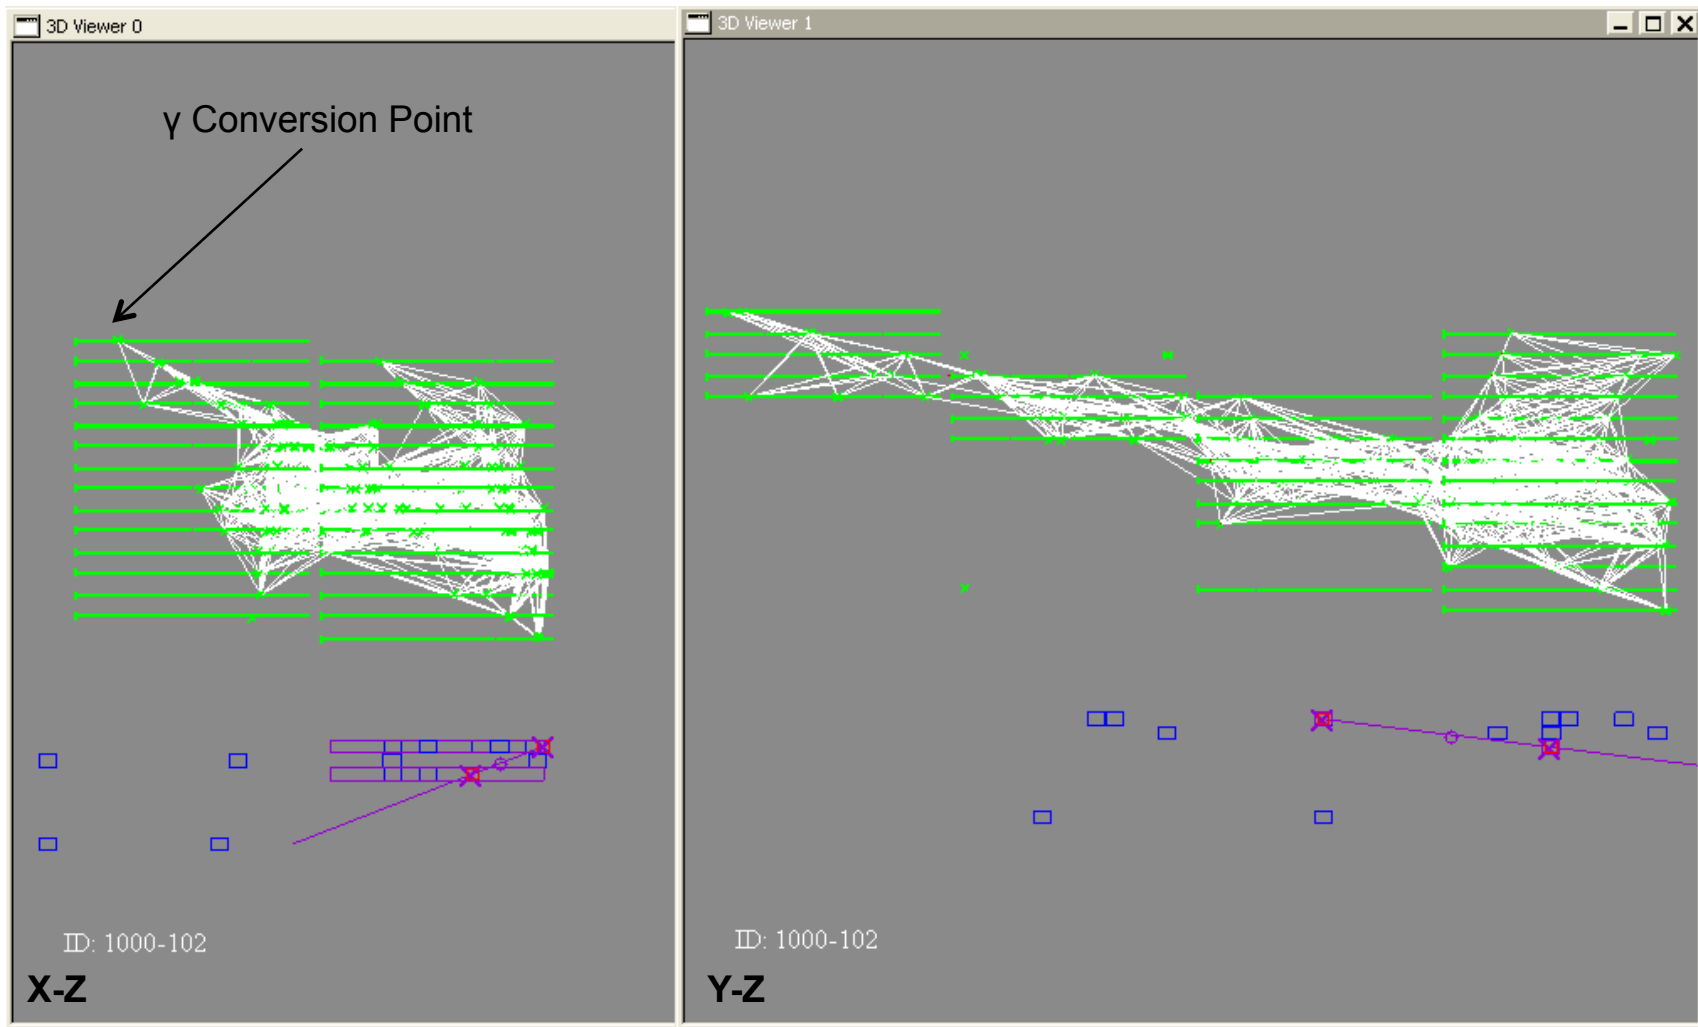 3D Viewer 0
3D Viewer 1
γ Conversion Point
ID: 1000-102
ID: 1000-102
X-Z
Y-Z